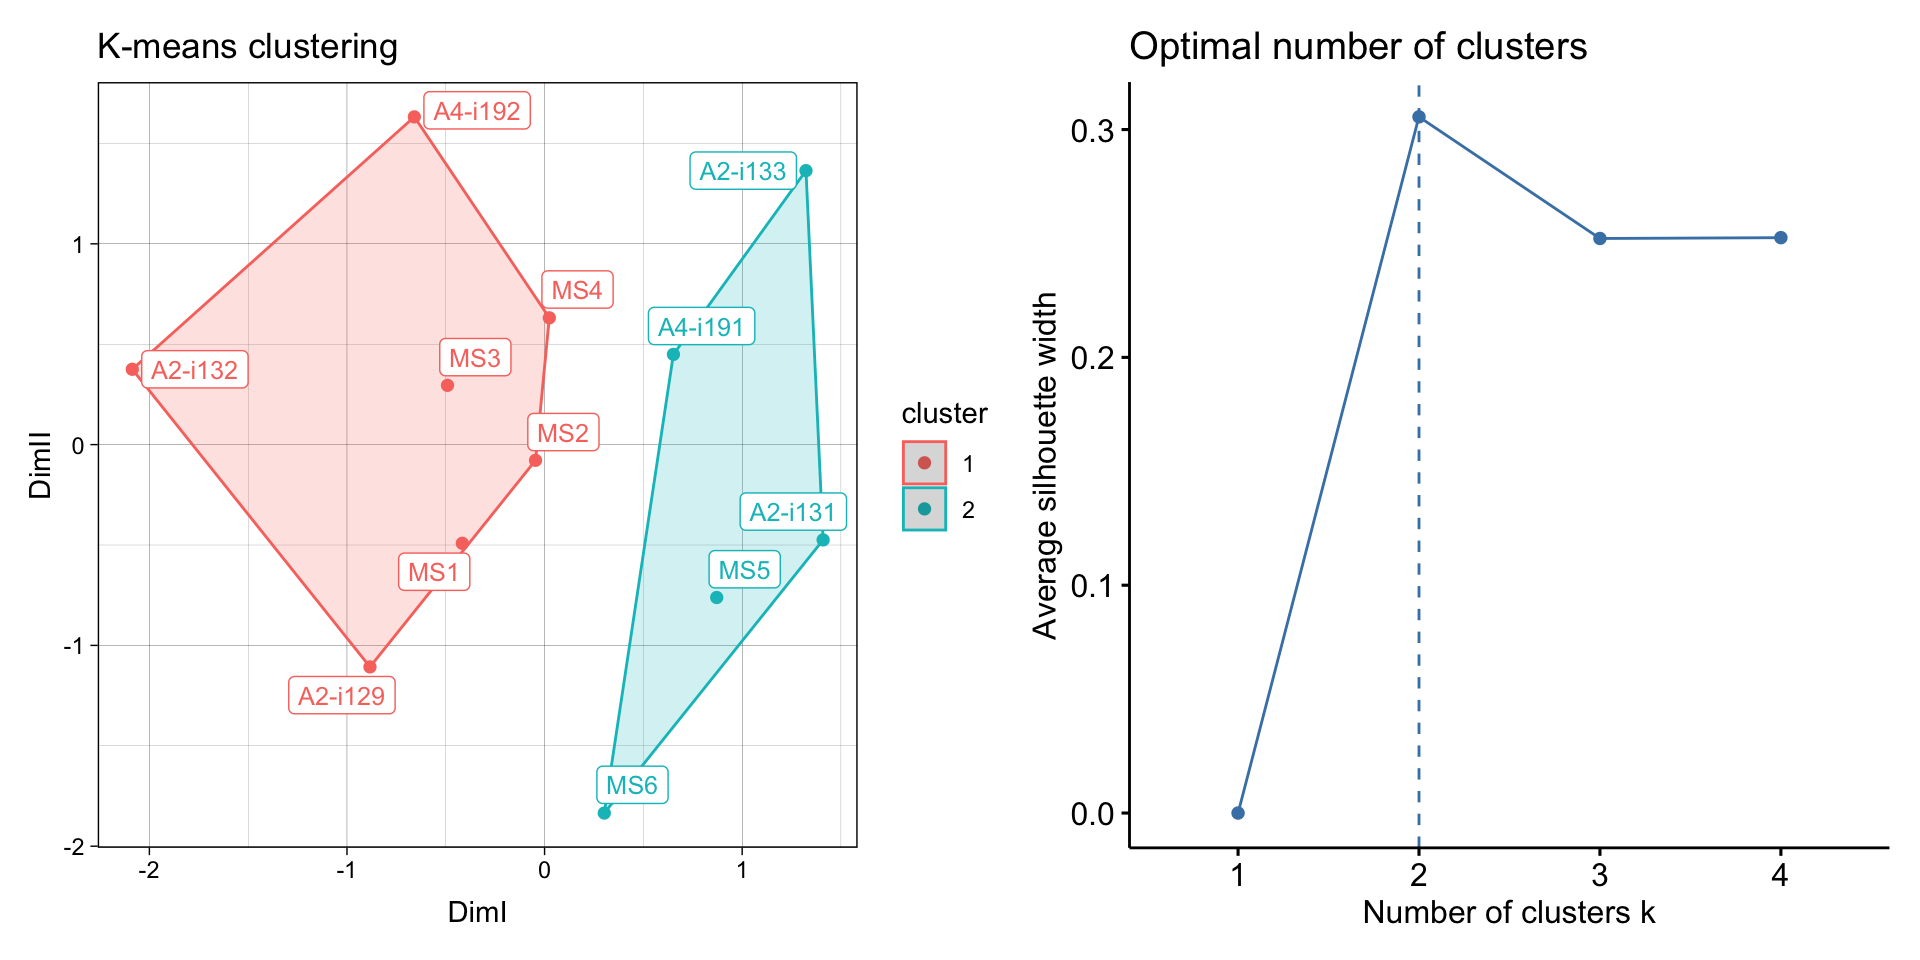 K-means clustering
A4-i192
A2-i133
MS4
A4-i191
MS3
A2-i132
MS2
A2-i131
MS1
MS5
A2-i129
MS6
DimII
1
0
-1
-2
-2
-1
0
1
DimI
cluster
1
2
Optimal number of clusters
Average silhouette width
0.3
0.2
0.1
0.0
1
2
3
4
Number of clusters k